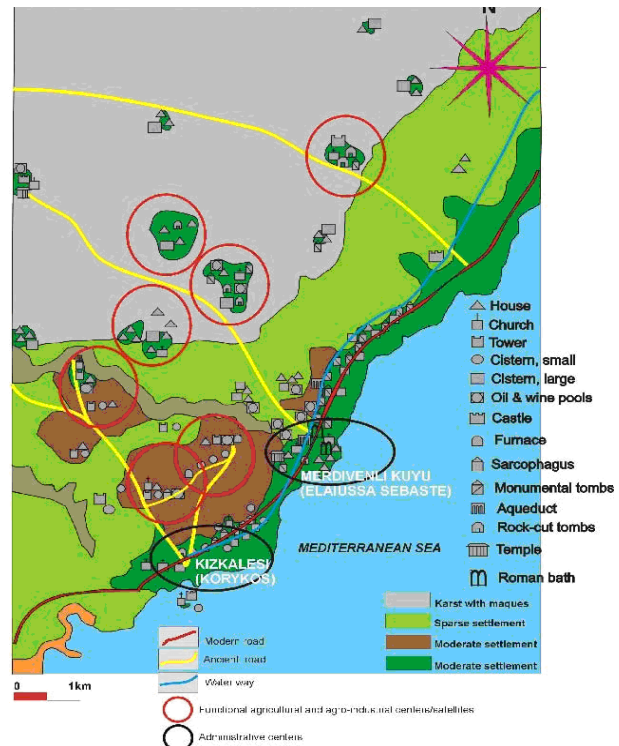 N
House
Church
Tower
Cistern, small
Cistern, large
Oil & wine pools
Castle
Furnace
Sarcophagus
Monumental tombs
Aqueduct
Rock-cut tombs
Temple
Roman bath
MERDIVENLI KUYU
(ELAIUSSA SEBASTE)
MEDITERRANEAN SEA
KIZKALESI
(KORYKOS)
Karst with maques
Sparse settlement
Moderate settlement
Moderate settlement
Modern road
Ancient road
Water way
Functional agricultural and agro-industrial centers/satellites
Administrative centers
0 1km